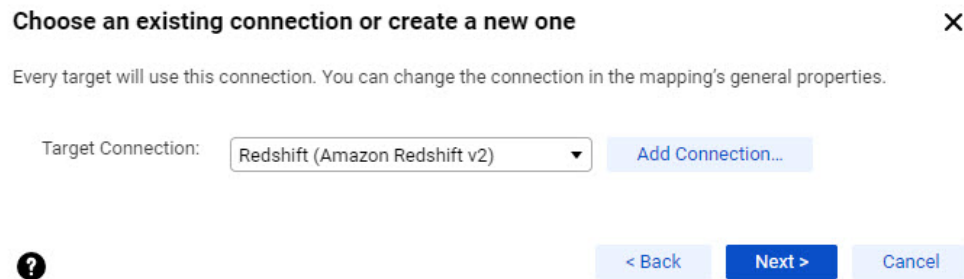 Choose an existing connection or create a new one
Every target will use this connection. You can change the connection in the mapping's general properties.
Target Connection: Redshift (Amazon Redshift v2) Add Connection...
? < Back Next > Cancel